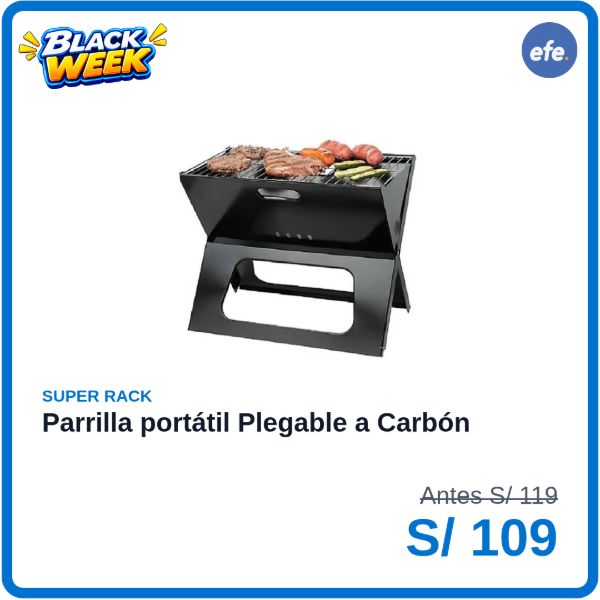 BLACK
WEEK
efe.
SUPER RACK
Parrilla portátil Plegable a Carbón
Antes S/ 119
S/ 109